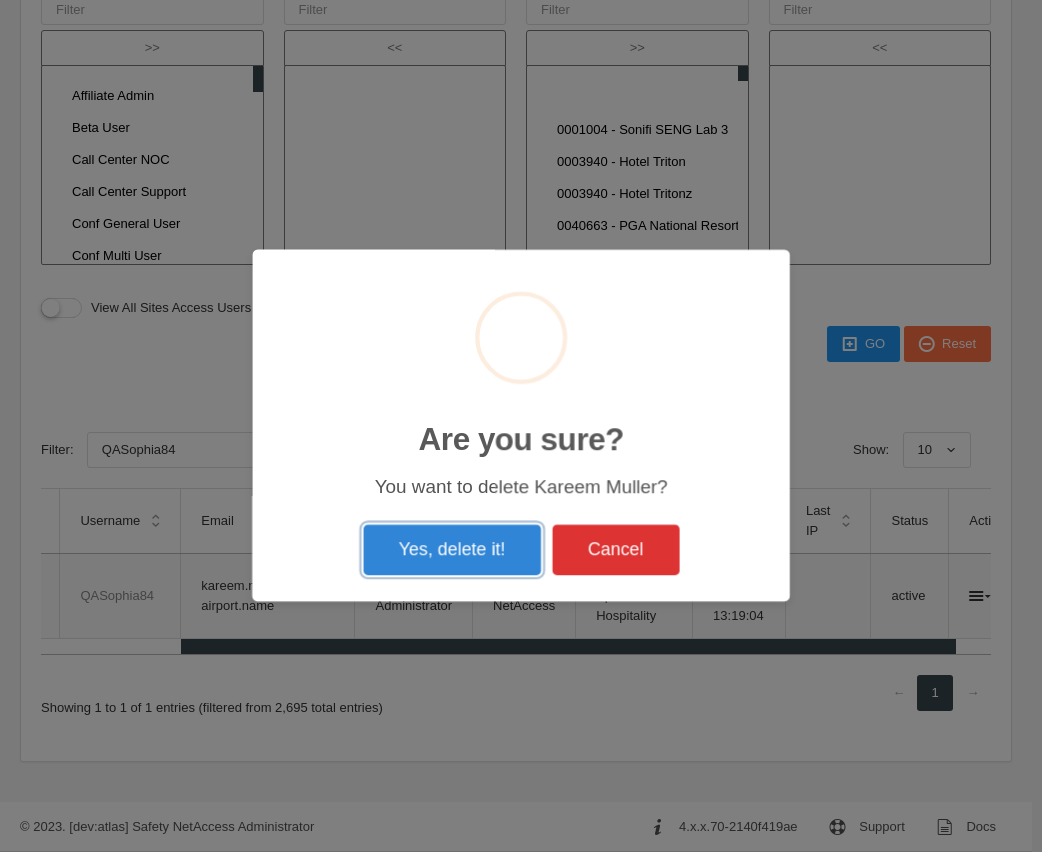 Filter
Filter
Filter
Filter
>>
<<
>>
<<
Affiliate Admin
Beta User
Call Center NOC
Call Center Support
Conf General User
Conf Multi User
0001004 - Sonifi SENG Lab 3
0003940 - Hotel Triton
0003940 - Hotel Tritonz
0040663 - PGA National Resort
View All Sites Access Users
GO
Reset
Are you sure?
You want to delete Kareem Muller?
Yes, delete it!
Cancel
Filter:
QASophia84
Show:
10
Username
Email
Last
IP
Status
Acti
QASophia84
airport.name
Administrator
NetAccess
Hospitality
13:19:04
active
←
1
→
Showing 1 to 1 of 1 entries (filtered from 2,695 total entries)
© 2023. [dev:atlas] Safety NetAccess Administrator
4.x.x.70-2140f419ae
Support
Docs